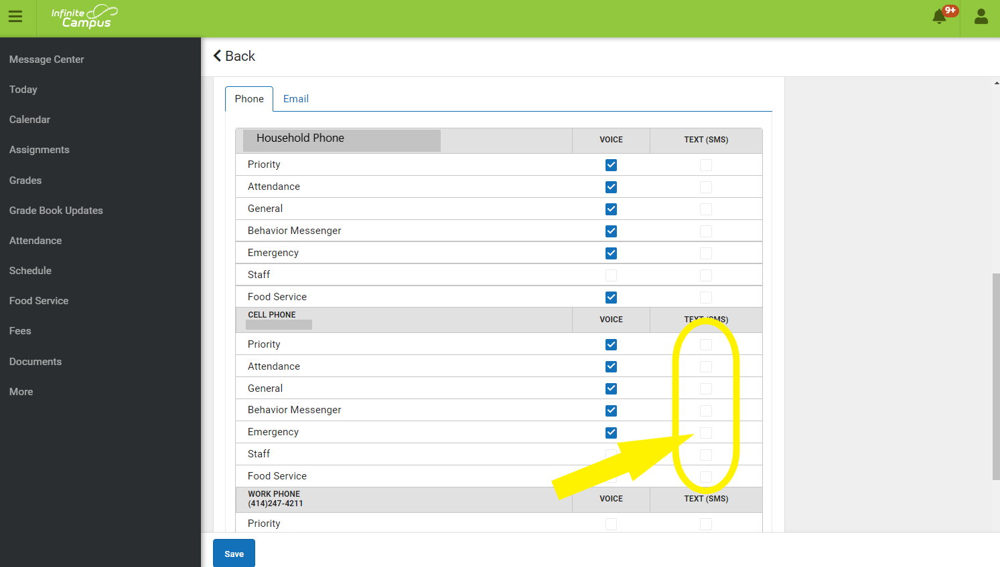 Infinite
Campus
9+
Message Center
Today
Calendar
Assignments
Grades
Grade Book Updates
Attendance
Schedule
Food Service
Fees
Documents
More
Back
Phone Email
Household Phone VOICE TEXT (SMS)
Priority
Attendance
General
Behavior Messenger
Emergency
Staff
Food Service
CELL PHONE VOICE TEXT (SMS)
Priority
Attendance
General
Behavior Messenger
Emergency
Staff
Food Service
WORK PHONE
(414)247-4211 VOICE TEXT (SMS)
Priority
Save